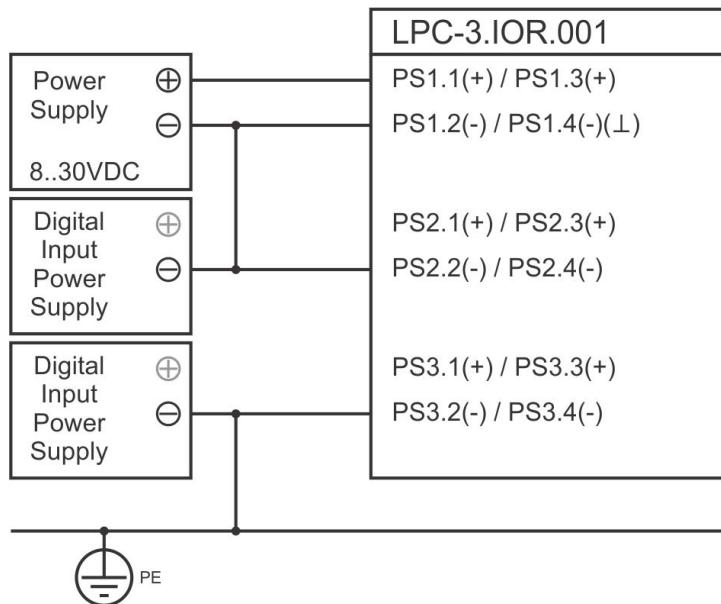 LPC-3.IOR.001
Power
Supply
8..30VDC
PS1.1(+) / PS1.3(+)
PS1.2(-) / PS1.4(-)(⊥)
Digital
Input
Power
Supply
PS2.1(+) / PS2.3(+)
PS2.2(-) / PS2.4(-)
Digital
Input
Power
Supply
PS3.1(+) / PS3.3(+)
PS3.2(-) / PS3.4(-)
PE